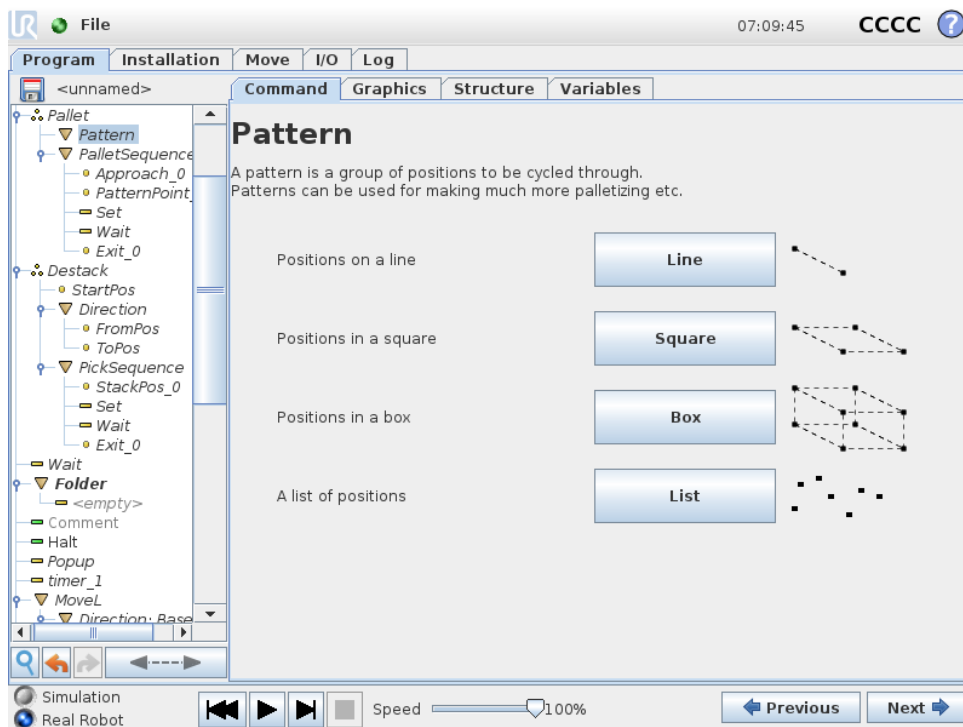 UR File 07:09:45 CCCC ?
Program Installation Move I/O Log
<unnamed> Command Graphics Structure Variables
Pallet
Pattern
PalletSequence
Approach_0
PatternPoint_
Set
Wait
Exit_0
Destack
StartPos
Direction
FromPos
ToPos
PickSequence
StackPos_0
Set
Wait
Exit_0
Wait
Folder
<empty>
Comment
Halt
Popup
timer_1
MoveL
Direction: Base
Pattern
A pattern is a group of positions to be cycled through.
Patterns can be used for making much more palletizing etc.
Positions on a line Line
Positions in a square Square
Positions in a box Box
A list of positions List
Simulation
Real Robot
Speed 100%
Previous Next